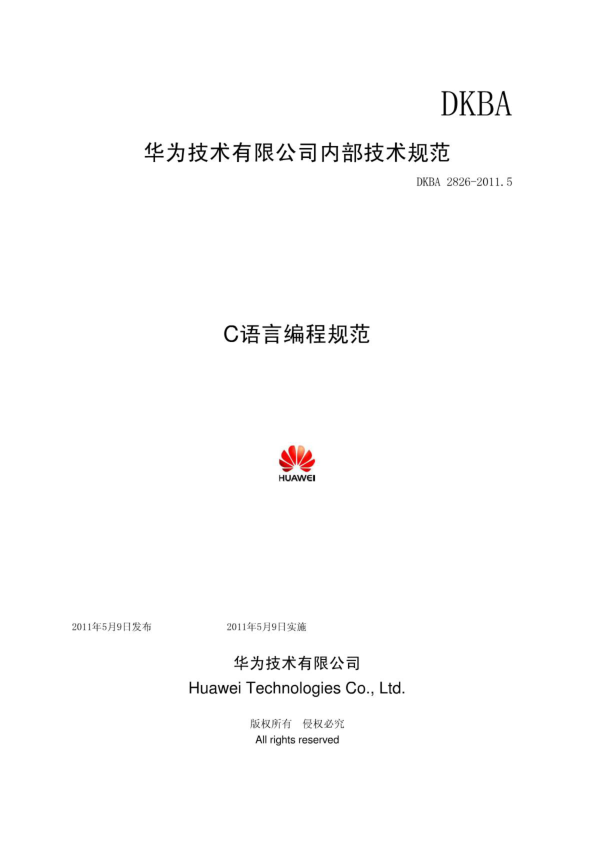 DKBA
华为技术有限公司内部技术规范
DKBA 2826-2011.5
C语言编程规范
HUAWEI
2011年5月9日发布 2011年5月9日实施
华为技术有限公司
Huawei Technologies Co., Ltd.
版权所有 侵权必究
All rights reserved